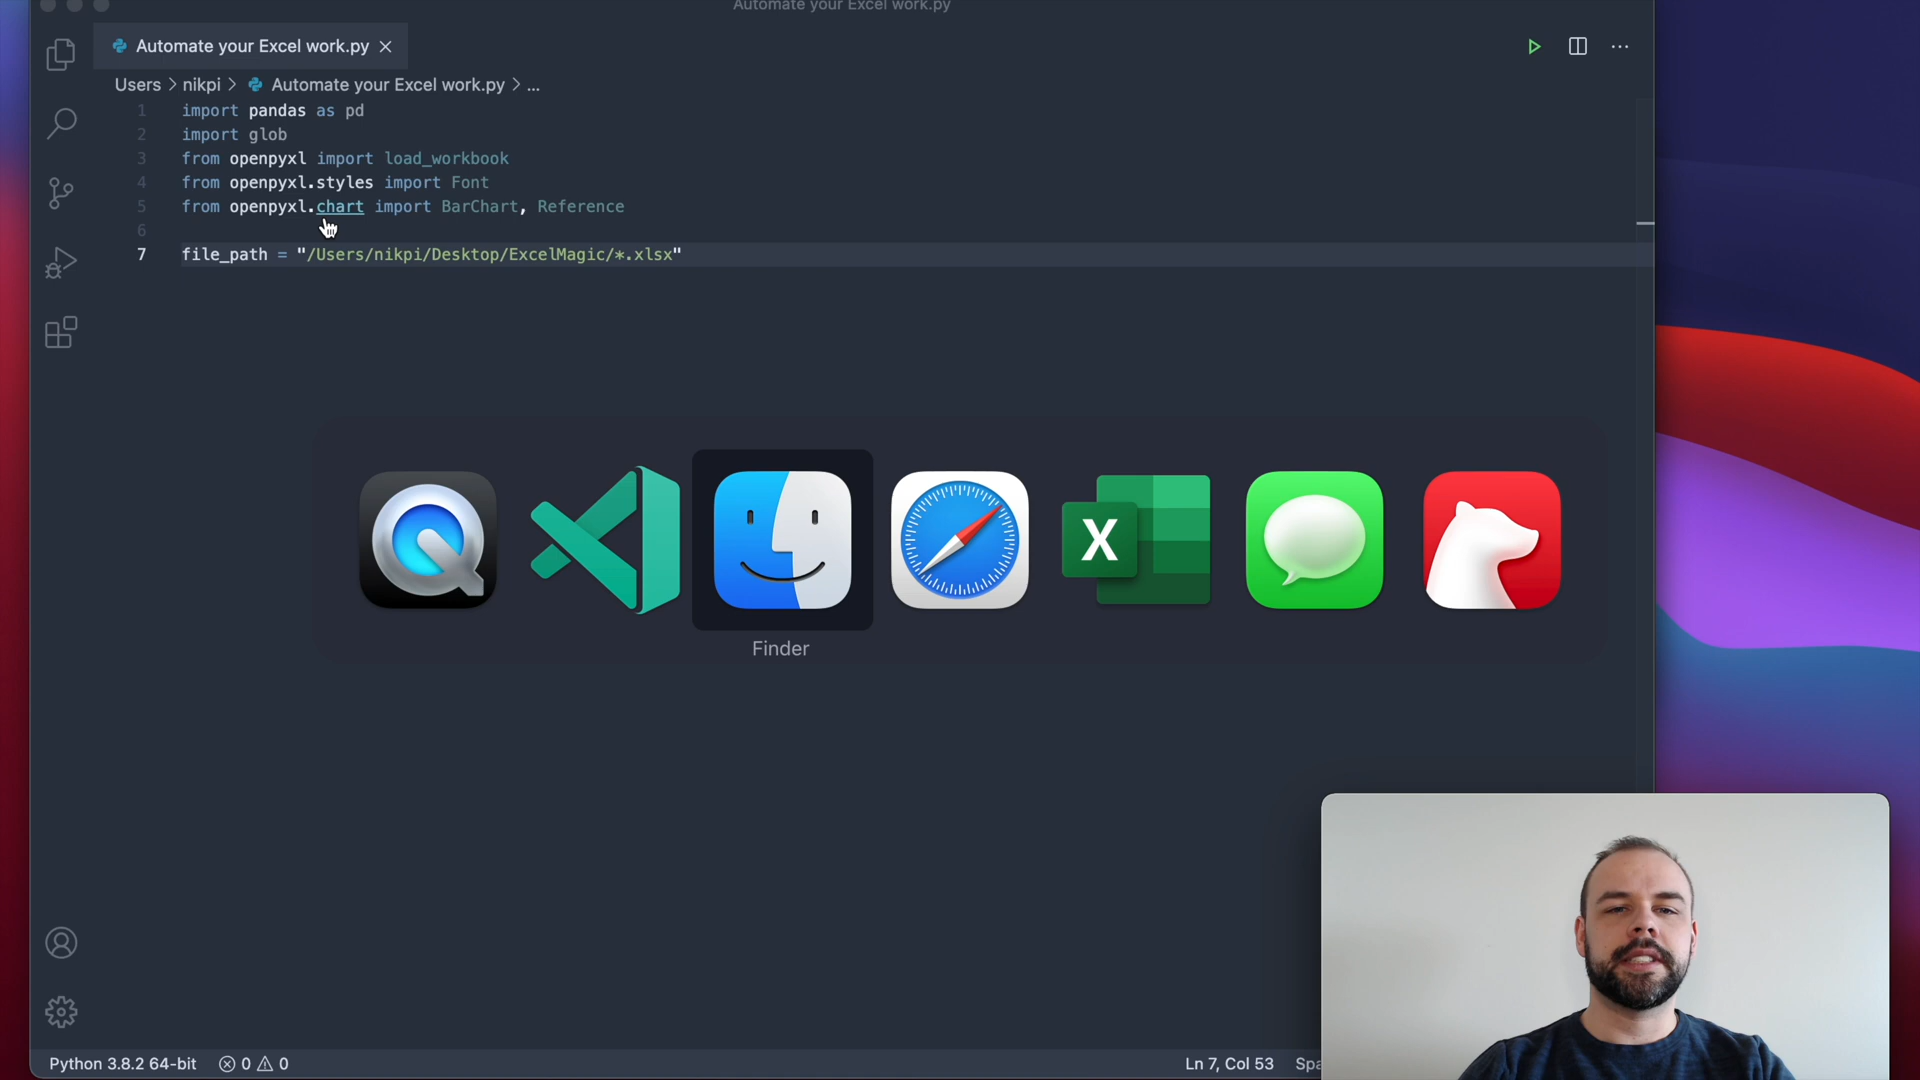 Automate your Excel work.py
Automate your Excel work.py
Users > nikpi > Automate your Excel work.py > ...
1 import pandas as pd
2 import glob
3 from openpyxl import load_workbook
4 from openpyxl.styles import Font
5 from openpyxl.chart import BarChart, Reference
6
7 file_path = "/Users/nikpi/Desktop/ExcelMagic/*.xlsx"
X
Finder
Python 3.8.2 64-bit 0 0 Ln 7, Col 53 Spa